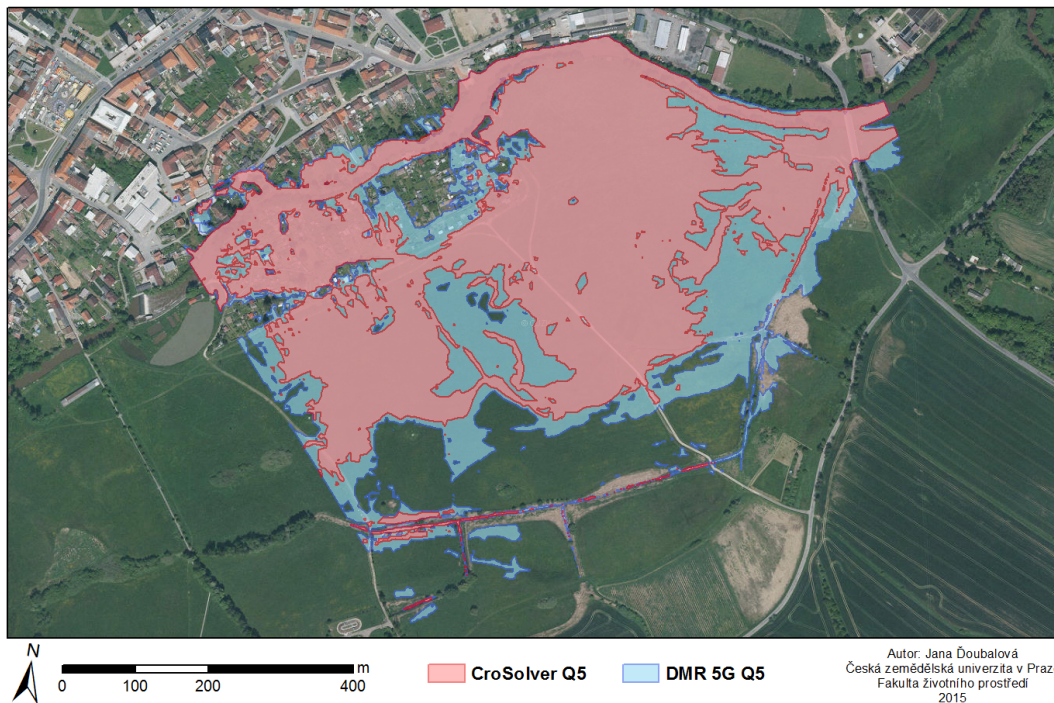 N
m
0 100 200 400
CroSolver Q5
DMR 5G Q5
Autor: Jana Ďoubalová
Česká zemědělská univerzita v Praz
Fakulta životního prostředí
2015